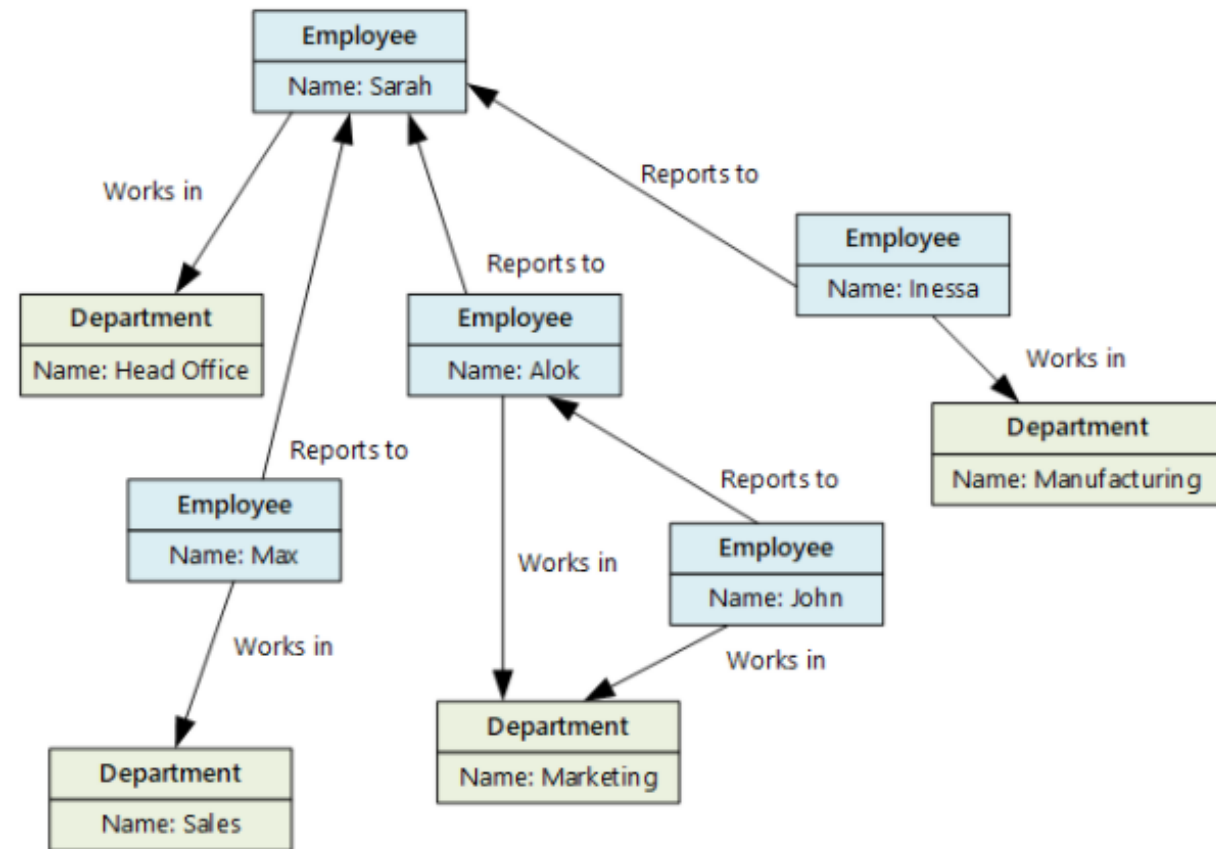 Employee
Name: Sarah
Works in
Reports to
Reports to
Employee
Name: Inessa
Department
Name: Head Office
Employee
Name: Alok
Works in
Department
Name: Manufacturing
Reports to
Employee
Name: Max
Reports to
Works in
Employee
Name: John
Works in
Works in
Department
Name: Marketing
Department
Name: Sales